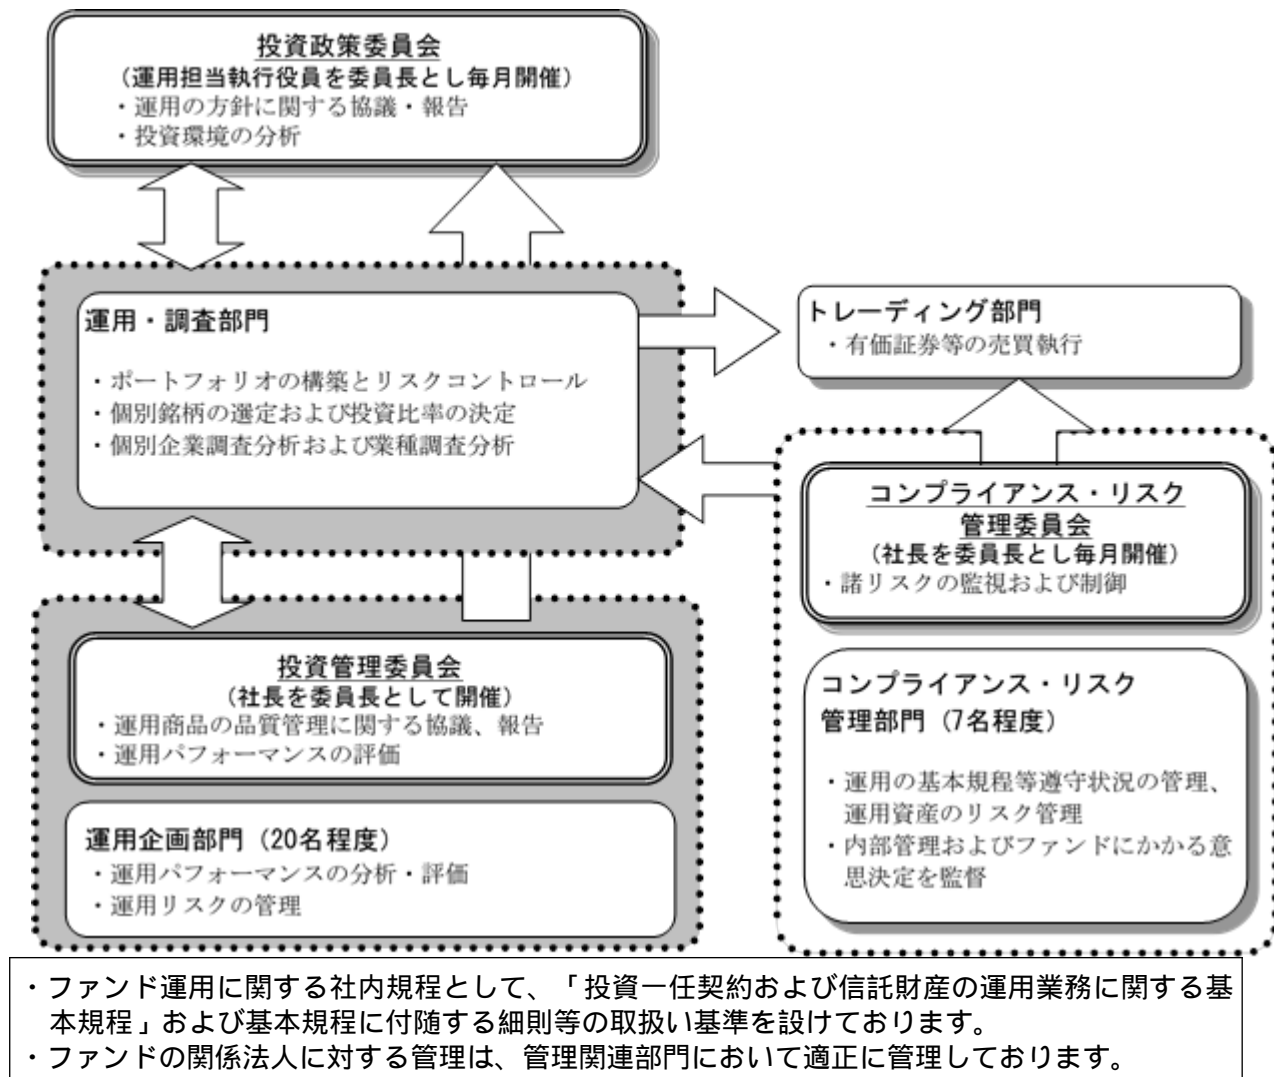 投資政策委員会
（運用担当執行役員を委員長とし毎月開催）
・運用の方針に関する協議・報告
・投資環境の分析
運用・調査部門
・ポートフォリオの構築とリスクコントロール
・個別銘柄の選定および投資比率の決定
・個別企業調査分析および業種調査分析
トレーディング部門
・有価証券等の売買執行
コンプライアンス・リスク
管理委員会
（社長を委員長とし毎月開催）
・諸リスクの監視および制御
投資管理委員会
（社長を委員長として開催）
・運用商品の品質管理に関する協議、報告
・運用パフォーマンスの評価
運用企画部門（20名程度）
・運用パフォーマンスの分析・評価
・運用リスクの管理
コンプライアンス・リスク
管理部門（7名程度）
・運用の基本規程等遵守状況の管理、
運用資産のリスク管理
・内部管理およびファンドにかかる意
思決定を監督
・ファンド運用に関する社内規程として、「投資一任契約および信託財産の運用業務に関する基
本規程」および基本規程に付随する細則等の取扱い基準を設けております。
・ファンドの関係法人に対する管理は、管理関連部門において適正に管理しております。